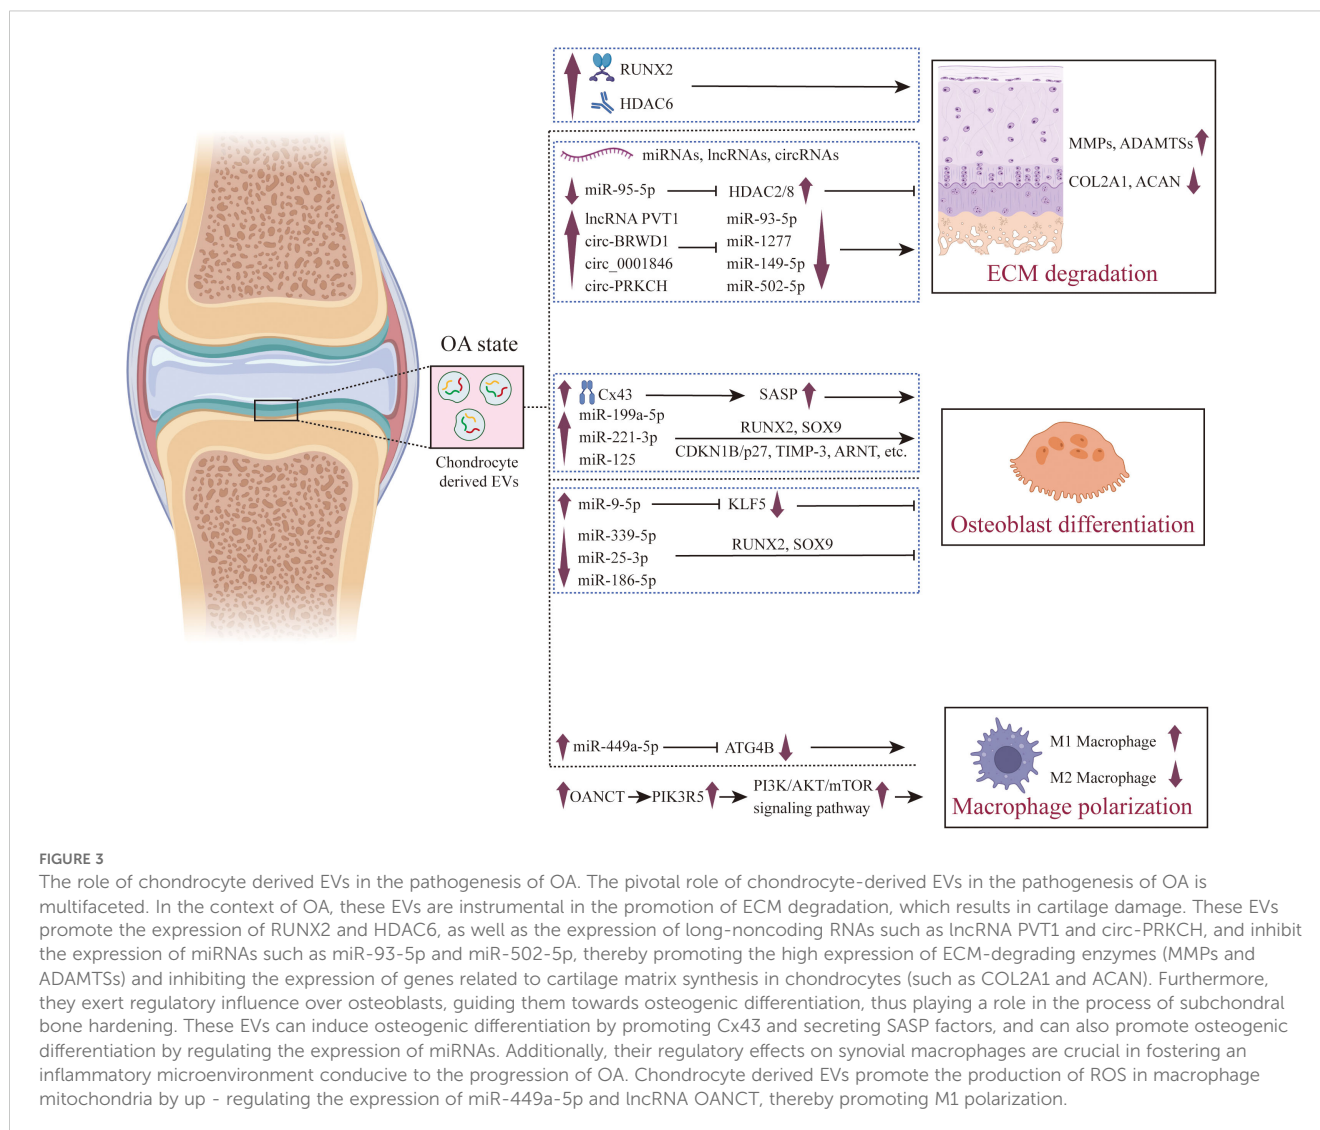 RUNX2
HDAC6
miRNAs, lncRNAs, circRNAs
miR-95-5p
HDAC2/8
lncRNA PVT1
circ-BRWD1
circ_0001846
circ-PRKCH
miR-93-5p
miR-1277
miR-149-5p
miR-502-5p
MMPs, ADAMTSs
COL2A1, ACAN
ECM degradation
OA state
Chondrocyte
derived EVs
Cx43
SASP
miR-199a-5p
miR-221-3p
miR-125
RUNX2, SOX9
CDKN1B/p27, TIMP-3, ARNT, etc.
miR-9-5p
KLF5
miR-339-5p
miR-25-3p
miR-186-5p
RUNX2, SOX9
Osteoblast differentiation
miR-449a-5p
ATG4B
OANCT
PIK3R5
PI3K/AKT/mTOR
signaling pathway
M1 Macrophage
M2 Macrophage
Macrophage polarization
FIGURE 3
The role of chondrocyte derived EVs in the pathogenesis of OA. The pivotal role of chondrocyte-derived EVs in the pathogenesis of OA is
multifaceted. In the context of OA, these EVs are instrumental in the promotion of ECM degradation, which results in cartilage damage. These EVs
promote the expression of RUNX2 and HDAC6, as well as the expression of long-noncoding RNAs such as lncRNA PVT1 and circ-PRKCH, and inhibit
the expression of miRNAs such as miR-93-5p and miR-502-5p, thereby promoting the high expression of ECM-degrading enzymes (MMPs and
ADAMTSs) and inhibiting the expression of genes related to cartilage matrix synthesis in chondrocytes (such as COL2A1 and ACAN). Furthermore,
they exert regulatory influence over osteoblasts, guiding them towards osteogenic differentiation, thus playing a role in the process of subchondral
bone hardening. These EVs can induce osteogenic differentiation by promoting Cx43 and secreting SASP factors, and can also promote osteogenic
differentiation by regulating the expression of miRNAs. Additionally, their regulatory effects on synovial macrophages are crucial in fostering an
inflammatory microenvironment conducive to the progression of OA. Chondrocyte derived EVs promote the production of ROS in macrophage
mitochondria by up - regulating the expression of miR-449a-5p and lncRNA OANCT, thereby promoting M1 polarization.